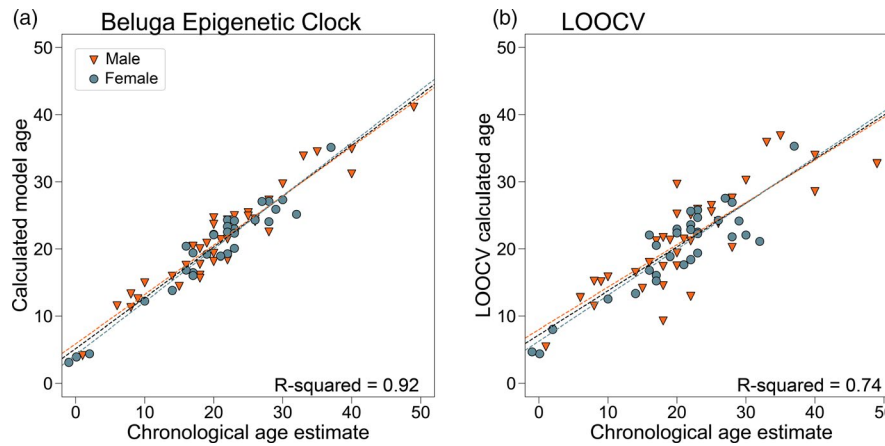 (a) Beluga Epigenetic Clock
50
40
30
20
10
0
Calculated model age
Male
Female
R-squared = 0.92
0 10 20 30 40 50
Chronological age estimate
(b) LOOCV
50
40
30
20
10
0
LOOCV calculated age
R-squared = 0.74
0 10 20 30 40 50
Chronological age estimate